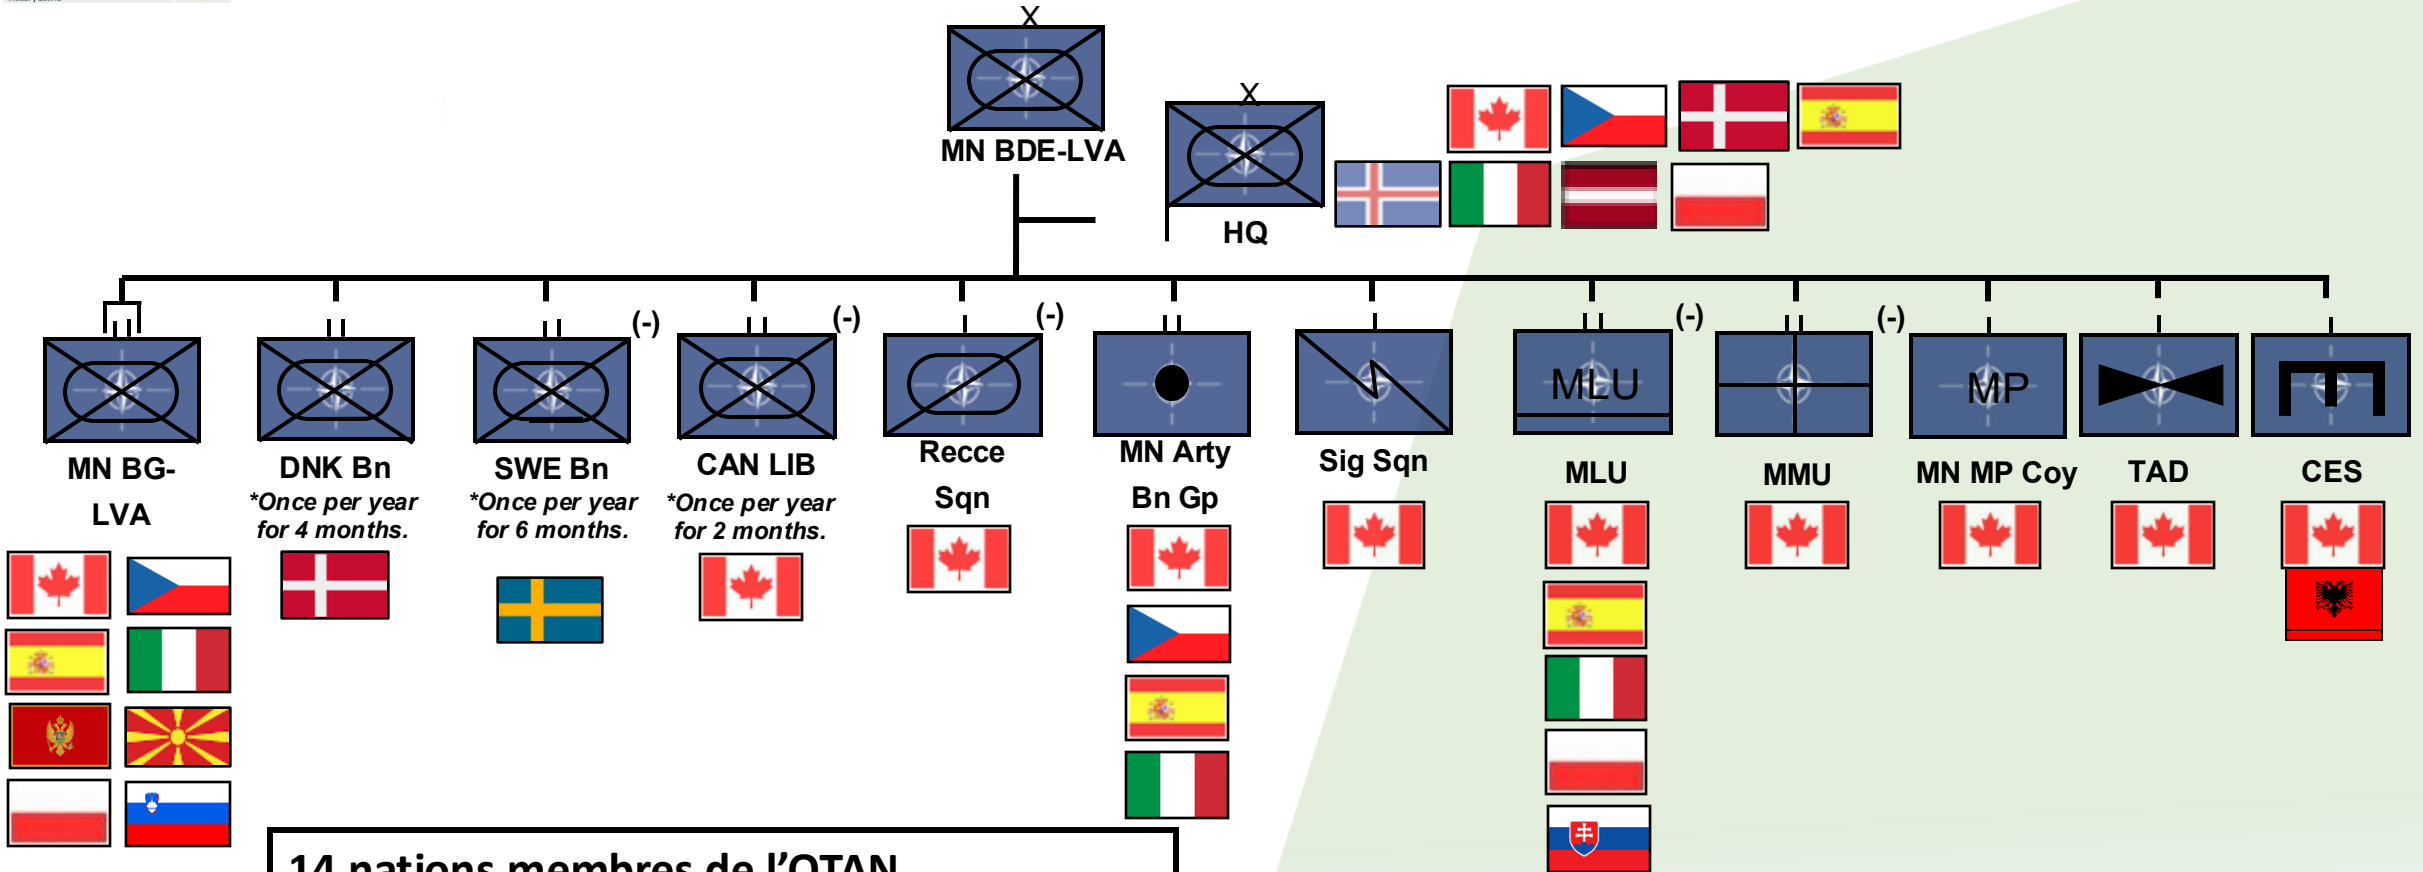 X
MN BDE-LVA
X
HQ
(-)
(-)
(-)
(-)
(-)
MLU
MP
MN BG-
LVA
DNK Bn
*Once per year
for 4 months.
SWE Bn
*Once per year
for 6 months.
CAN LIB
*Once per year
for 2 months.
Recce
Sqn
MN Arty
Bn Gp
Sig Sqn
MLU
MMU
MN MP Coy
TAD
CES
14 nations membres de l'OTAN